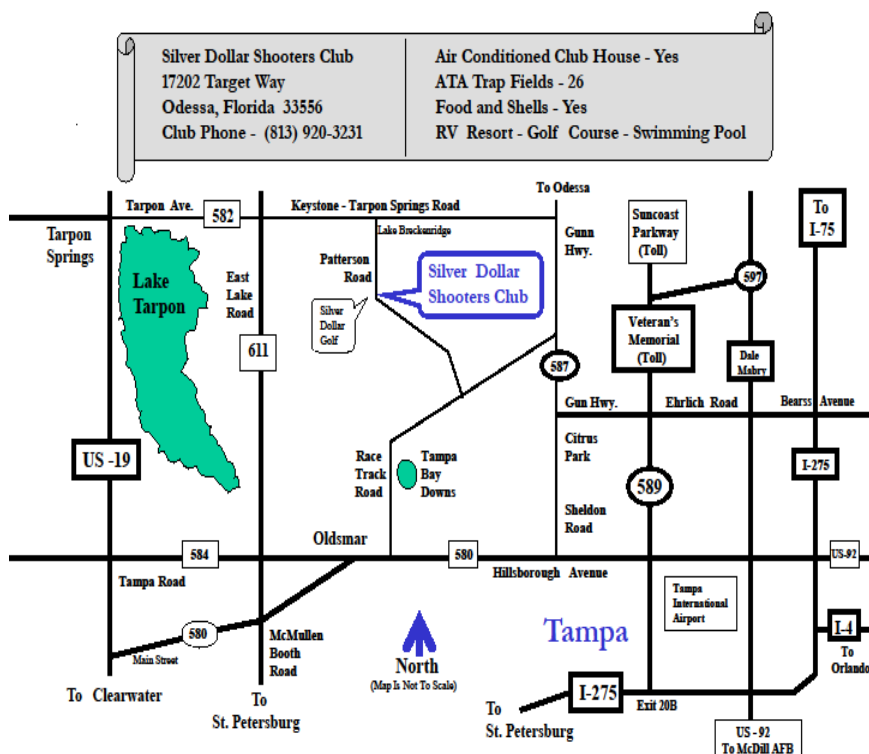 Silver Dollar Shooters Club
17202 Target Way
Odessa, Florida 33556
Club Phone - (813) 920-3231
Air Conditioned Club House - Yes
ATA Trap Fields - 26
Food and Shells - Yes
RV Resort - Golf Course - Swimming Pool
To Odessa
Tarpon Ave.
582
Keystone - Tarpon Springs Road
Tarpon
Springs
Lake
Tarpon
East
Lake
Road
611
Lake Breckenridge
Patterson
Road
Silver Dollar
Shooters Club
Silver
Dollar
Golf
Gunn
Hwy.
Suncoast
Parkway
(Toll)
To
I-75
597
Veteran's
Memorial
(Toll)
Dale
Mabry
587
Gun Hwy.
Ehrlich Road
Bearss Avenue
US -19
Race
Track
Road
Tampa
Bay
Downs
Citrus
Park
589
I-275
Sheldon
Road
Oldsmar
584
580
US-92
Tampa Road
Hillsborough Avenue
Tampa
International
Airport
580
Main Street
McMullen
Booth
Road
North
(Map Is Not To Scale)
Tampa
I-4
To
Orlando
To Clearwater
To
St. Petersburg
To
St. Petersburg
I-275
Exit 20B
US - 92
To McDill AFB